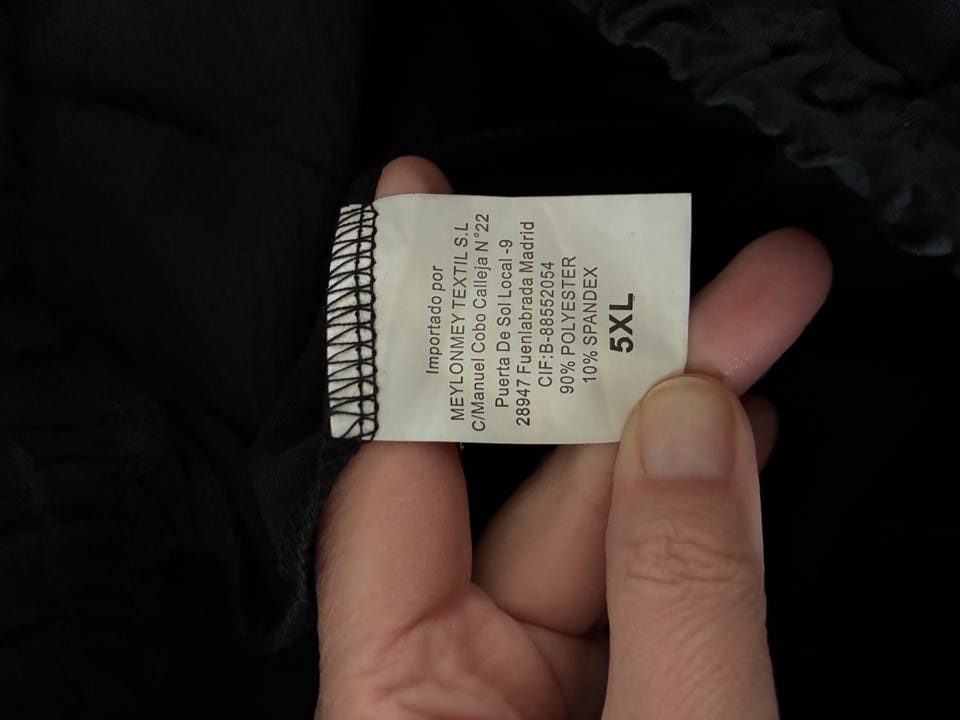 Importado por
MEYLONMEY TEXTIL S.L
C/Manuel Cobo Calleja N°22
Puerta De Sol Local -9
28947 Fuenlabrada Madrid
CIF:B-88552054
90% POLYESTER
10% SPANDEX
5XL